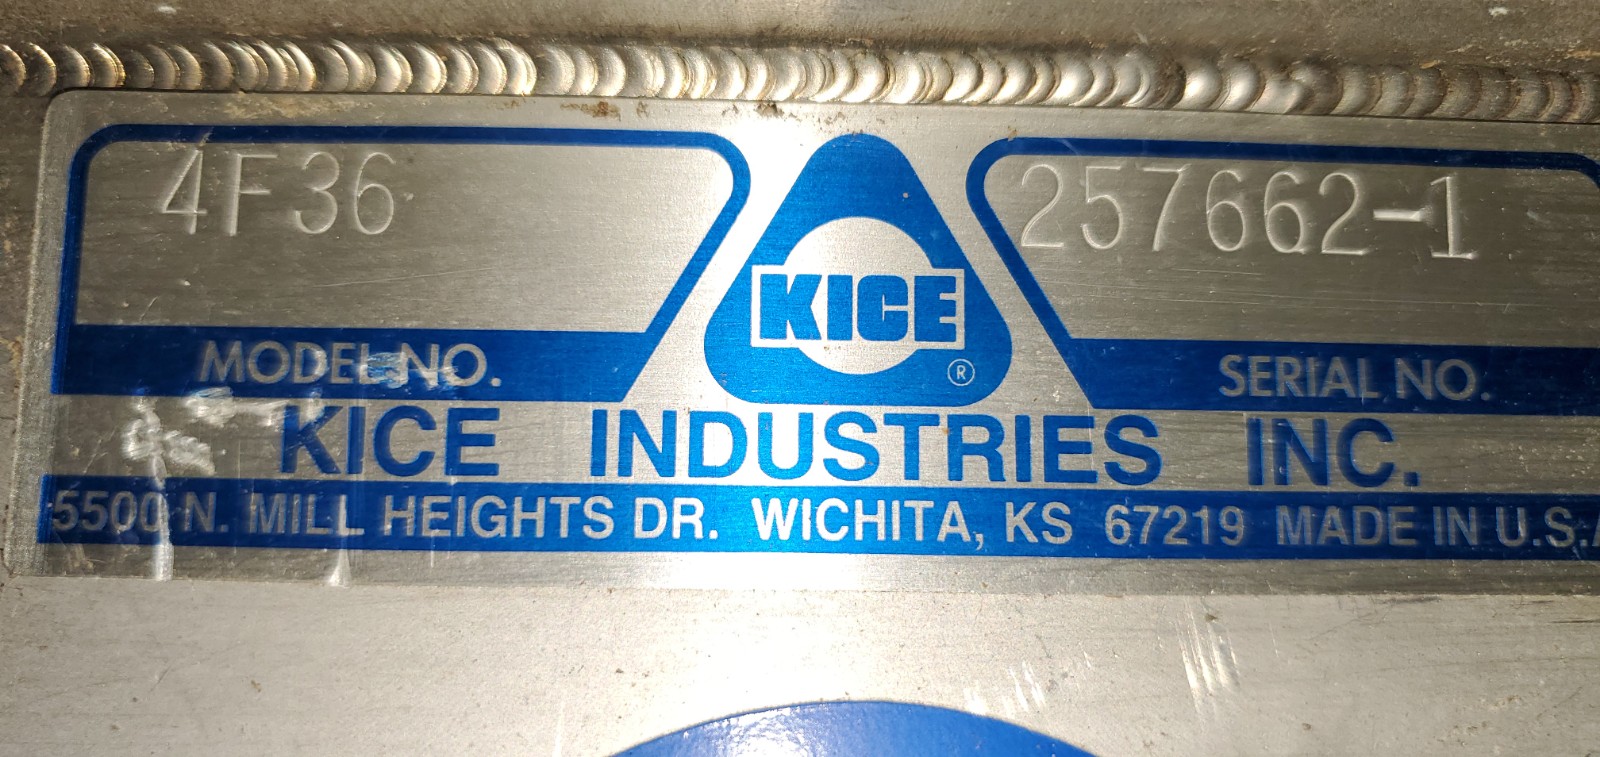 4F36
257662-1
KICE
®
MODEL NO.
SERIAL NO.
KICE INDUSTRIES INC.
5500 N. MILL HEIGHTS DR. WICHITA, KS 67219 MADE IN U.S.A